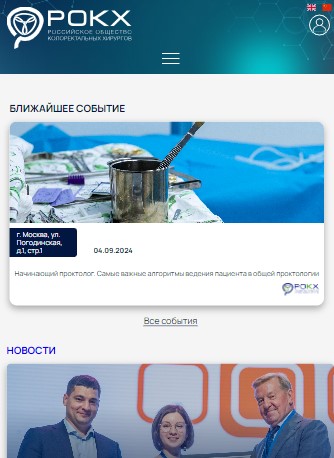 РОКХ
РОССИЙСКОЕ ОБЩЕСТВО
КОЛОРЕКТАЛЬНЫХ ХИРУРГОВ
БЛИЖАЙШЕЕ СОБЫТИЕ
г. Москва, ул.
Погодинская,
д.1, стр.1
04.09.2024
Начинающий проктолог. Самые важные алгоритмы ведения пациента в общей проктологии
РОКХ
Все события
НОВОСТИ